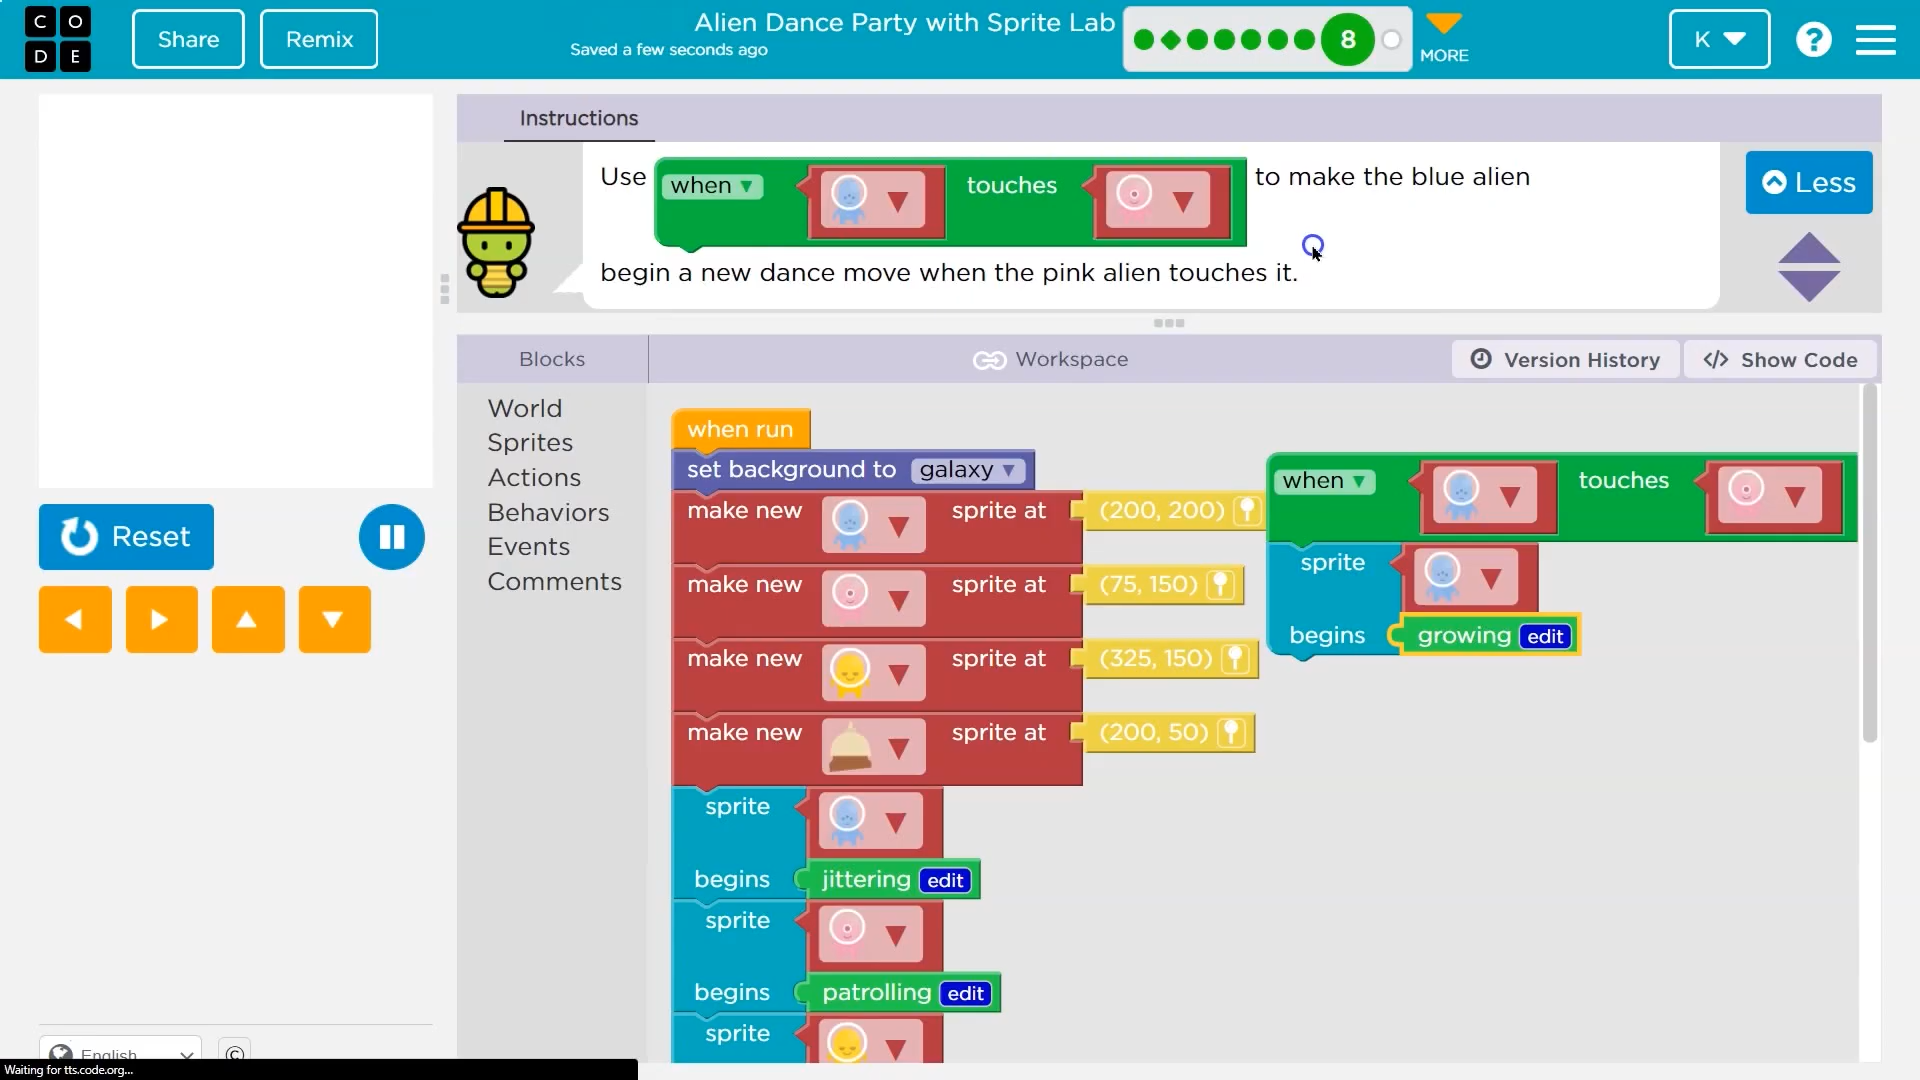 CODE
Share
Remix
Alien Dance Party with Sprite Lab
Saved a few seconds ago
8
MORE
K
?
Instructions
Use when touches to make the blue alien
begin a new dance move when the pink alien touches it.
Less
Blocks
Workspace
Version History
Show Code
World
Sprites
Actions
Behaviors
Events
Comments
when run
set background to galaxy
make new sprite at (200, 200)
make new sprite at (75, 150)
make new sprite at (325, 150)
make new sprite at (200, 50)
sprite
begins jittering edit
sprite
begins patrolling edit
sprite
when touches
sprite
begins growing edit
Reset
English
©
Waiting for tts.code.org...